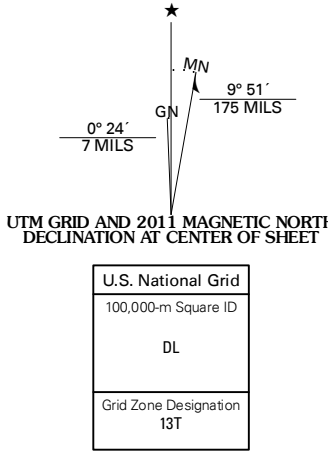 ★
MN
GN
9° 51´
175 MILS
0° 24´
7 MILS
UTM GRID AND 2011 MAGNETIC NORTH
DECLINATION AT CENTER OF SHEET
U.S. National Grid
100,000-m Square ID
DL
Grid Zone Designation
13T